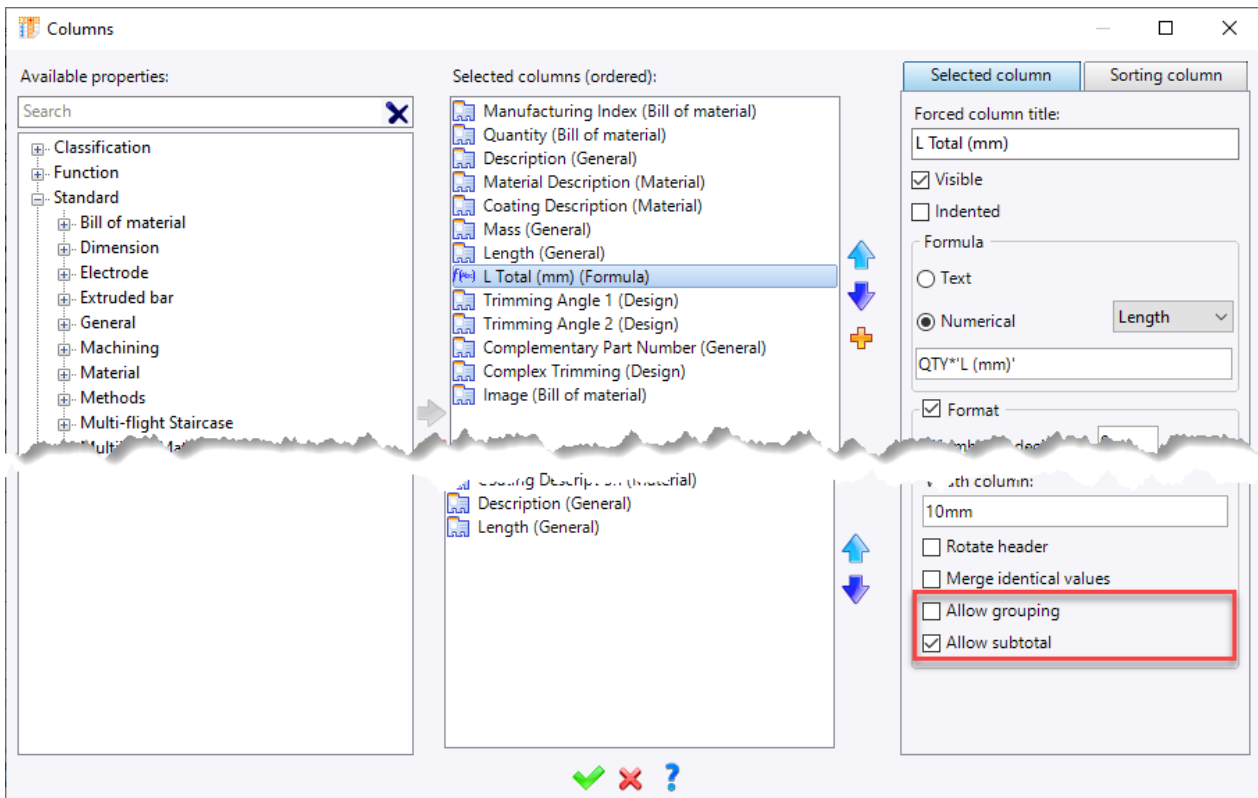 Columns
Available properties:
Search
Classification
Function
Standard
Bill of material
Dimension
Electrode
Extruded bar
General
Machining
Material
Methods
Multi-flight Staircase
Selected columns (ordered):
Manufacturing Index (Bill of material)
Quantity (Bill of material)
Description (General)
Material Description (Material)
Coating Description (Material)
Mass (General)
Length (General)
f(Abc) L Total (mm) (Formula)
Trimming Angle 1 (Design)
Trimming Angle 2 (Design)
Complementary Part Number (General)
Complex Trimming (Design)
Image (Bill of material)
Description (General)
Length (General)
Selected column
Sorting column
Forced column title:
L Total (mm)
Visible
Indented
Formula
Text
Numerical
Length
QTY*'L (mm)'
Format
column:
10mm
Rotate header
Merge identical values
Allow grouping
Allow subtotal
?